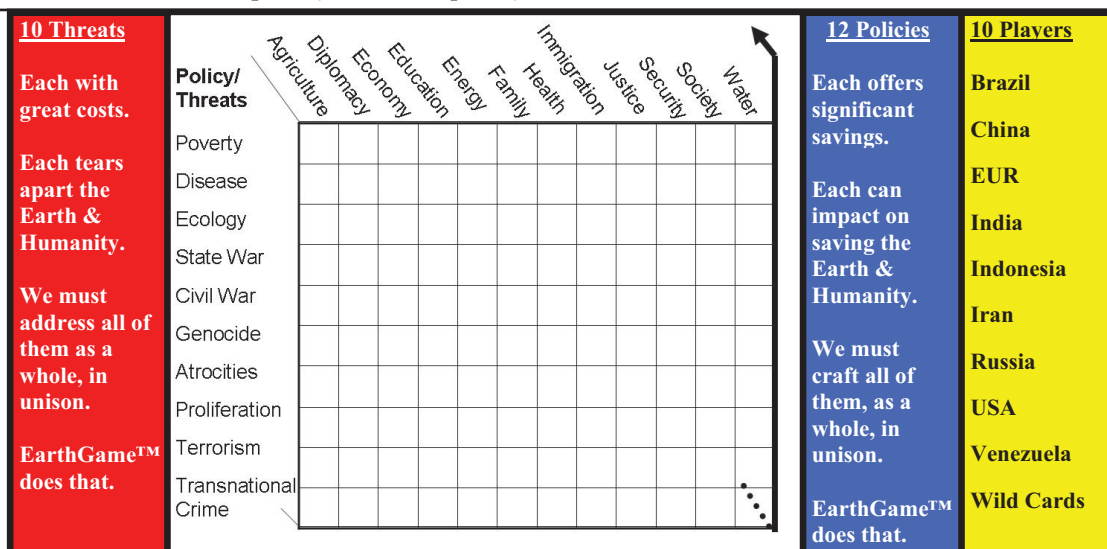 10 Threats
Each with
great costs.
Each tears
apart the
Earth &
Humanity.
We must
address all of
them as a
whole, in
unison.
EarthGame™
does that.
Policy/
Threats
Agriculture
Diplomacy
Economy
Education
Energy
Family
Health
Immigration
Justice
Security
Society
Water
Poverty
Disease
Ecology
State War
Civil War
Genocide
Atrocities
Proliferation
Terrorism
Transnational
Crime
12 Policies
Each offers
significant
savings.
Each can
impact on
saving the
Earth &
Humanity.
We must
craft all of
them, as a
whole, in
unison.
EarthGame™
does that.
10 Players
Brazil
China
EUR
India
Indonesia
Iran
Russia
USA
Venezuela
Wild Cards